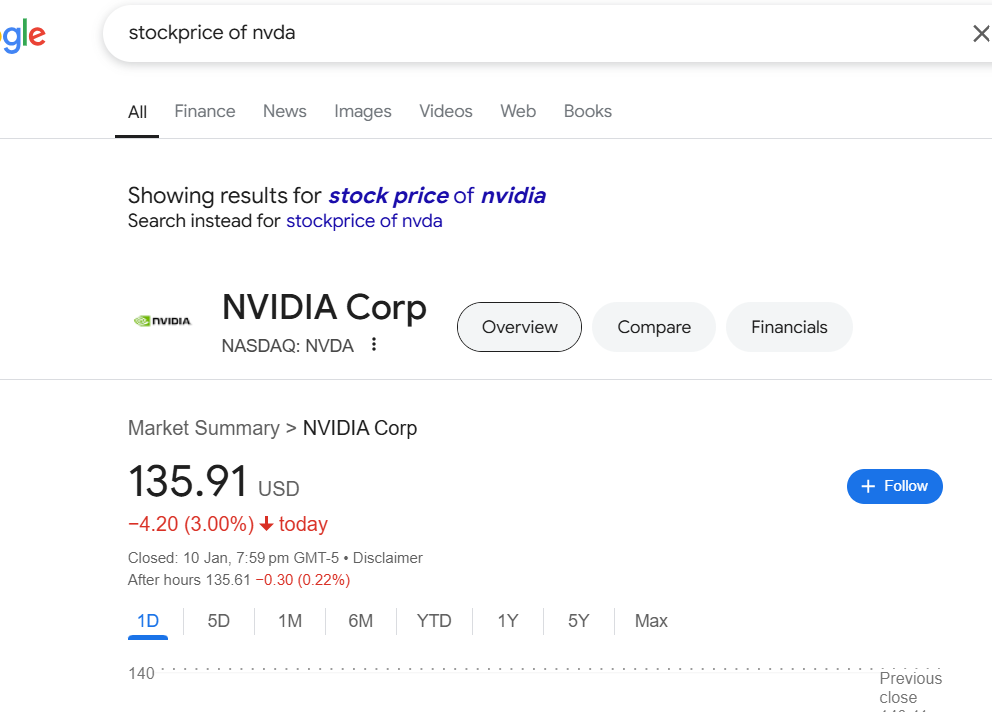 gle
stockprice of nvda
All Finance News Images Videos Web Books
Showing results for stock price of nvidia
Search instead for stockprice of nvda
NVIDIA
NVIDIA Corp
NASDAQ: NVDA
Overview Compare Financials
Market Summary > NVIDIA Corp
135.91 USD
+ Follow
−4.20 (3.00%) ↓ today
Closed: 10 Jan, 7:59 pm GMT-5 • Disclaimer
After hours 135.61 −0.30 (0.22%)
1D 5D 1M 6M YTD 1Y 5Y Max
140
Previous
close